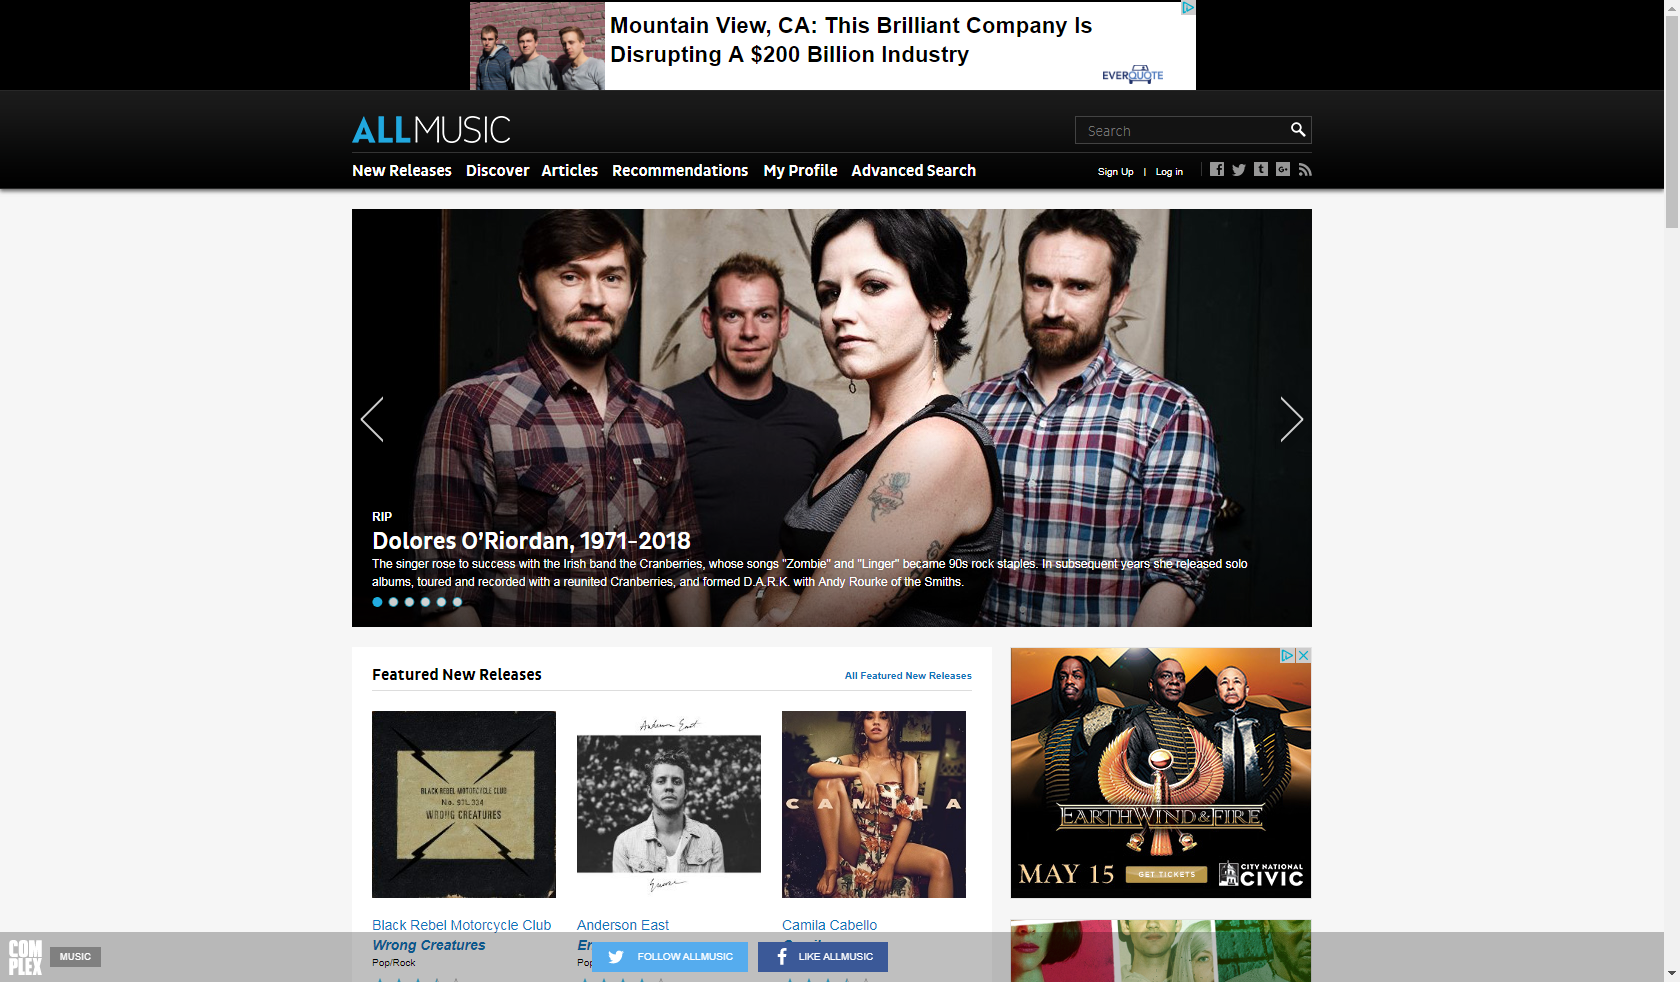 Mountain View, CA: This Brilliant Company Is
Disrupting A $200 Billion Industry
EVERQUOTE
ALLMUSIC
Search
New Releases Discover Articles Recommendations My Profile Advanced Search
Sign Up | Log in
RIP
Dolores O'Riordan, 1971-2018
The singer rose to success with the Irish band the Cranberries, whose songs "Zombie" and "Linger" became 90s rock staples. In subsequent years she released solo
albums, toured and recorded with a reunited Cranberries, and formed D.A.R.K. with Andy Rourke of the Smiths.
Featured New Releases
All Featured New Releases
BLACK REBEL MOTORCYCLE CLUB
No. 97L.334
WRONG CREATURES
Anderson East
Encore
CAMILA
EARTH WIND & FIRE
MAY 15
GET TICKETS
CITY NATIONAL
CIVIC
Black Rebel Motorcycle Club
Wrong Creatures
Pop/Rock
Anderson East
Camila Cabello
COMPLEX
MUSIC
FOLLOW ALLMUSIC
LIKE ALLMUSIC